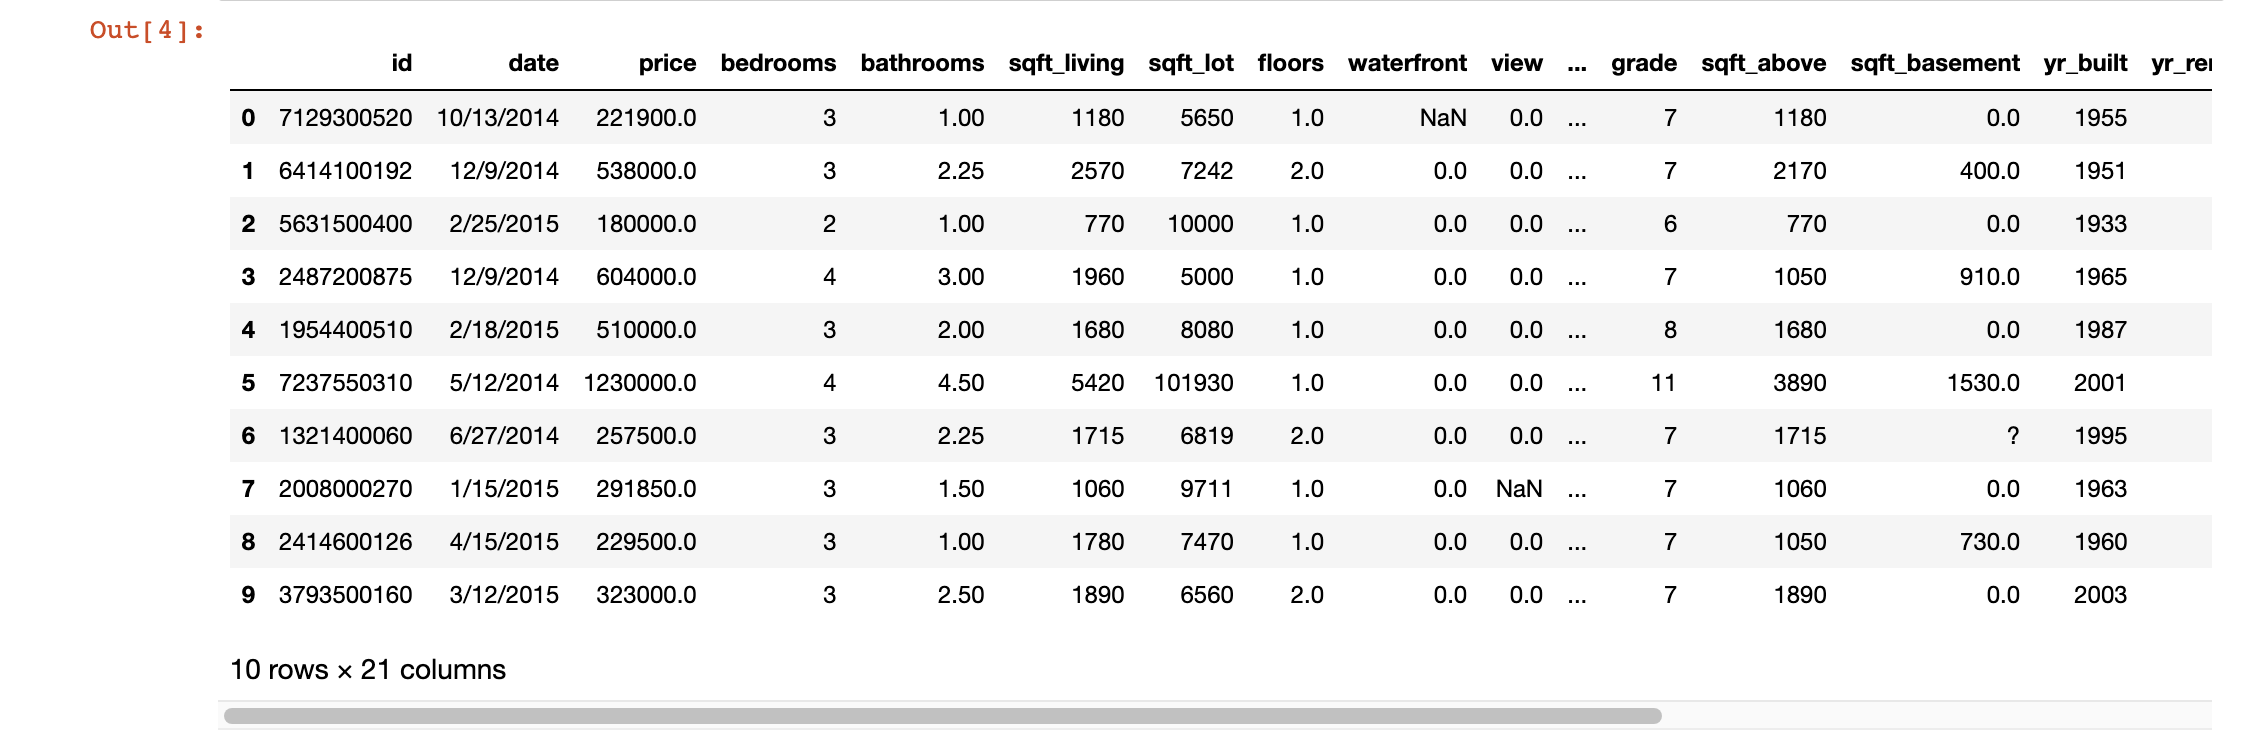 Out[4]:
id date price bedrooms bathrooms sqft_living sqft_lot floors waterfront view ... grade sqft_above sqft_basement yr_built
0 7129300520 10/13/2014 221900.0 3 1.00 1180 5650 1.0 NaN 0.0 ... 7 1180 0.0 1955
1 6414100192 12/9/2014 538000.0 3 2.25 2570 7242 2.0 0.0 0.0 ... 7 2170 400.0 1951
2 5631500400 2/25/2015 180000.0 2 1.00 770 10000 1.0 0.0 0.0 ... 6 770 0.0 1933
3 2487200875 12/9/2014 604000.0 4 3.00 1960 5000 1.0 0.0 0.0 ... 7 1050 910.0 1965
4 1954400510 2/18/2015 510000.0 3 2.00 1680 8080 1.0 0.0 0.0 ... 8 1680 0.0 1987
5 7237550310 5/12/2014 1230000.0 4 4.50 5420 101930 1.0 0.0 0.0 ... 11 3890 1530.0 2001
6 1321400060 6/27/2014 257500.0 3 2.25 1715 6819 2.0 0.0 0.0 ... 7 1715 ? 1995
7 2008000270 1/15/2015 291850.0 3 1.50 1060 9711 1.0 0.0 NaN ... 7 1060 0.0 1963
8 2414600126 4/15/2015 229500.0 3 1.00 1780 7470 1.0 0.0 0.0 ... 7 1050 730.0 1960
9 3793500160 3/12/2015 323000.0 3 2.50 1890 6560 2.0 0.0 0.0 ... 7 1890 0.0 2003
10 rows × 21 columns